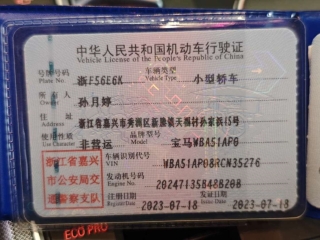 中华人民共和国机动车行驶证
Vehicle License of the People's Republic of China
号牌号码 浙F56E6K 车辆类型 小型轿车
Plate No. Vehicle Type
所有人 孙月婷
Owner
住址 浙江省嘉兴市秀洲区新塍镇天福村孙家浜15号
Address
使用性质 非营运 品牌型号 宝马WBA51AP0
Use Character Model
浙江省嘉兴
市公安局交
通警察支队
车辆识别代号 WBA51AP08RCN35276
VIN
发动机号码 20247135B48B20B
Engine No.
注册日期 2023-07-18 发证日期 2023-07-18
Register Date Issue Date
ECO PRO